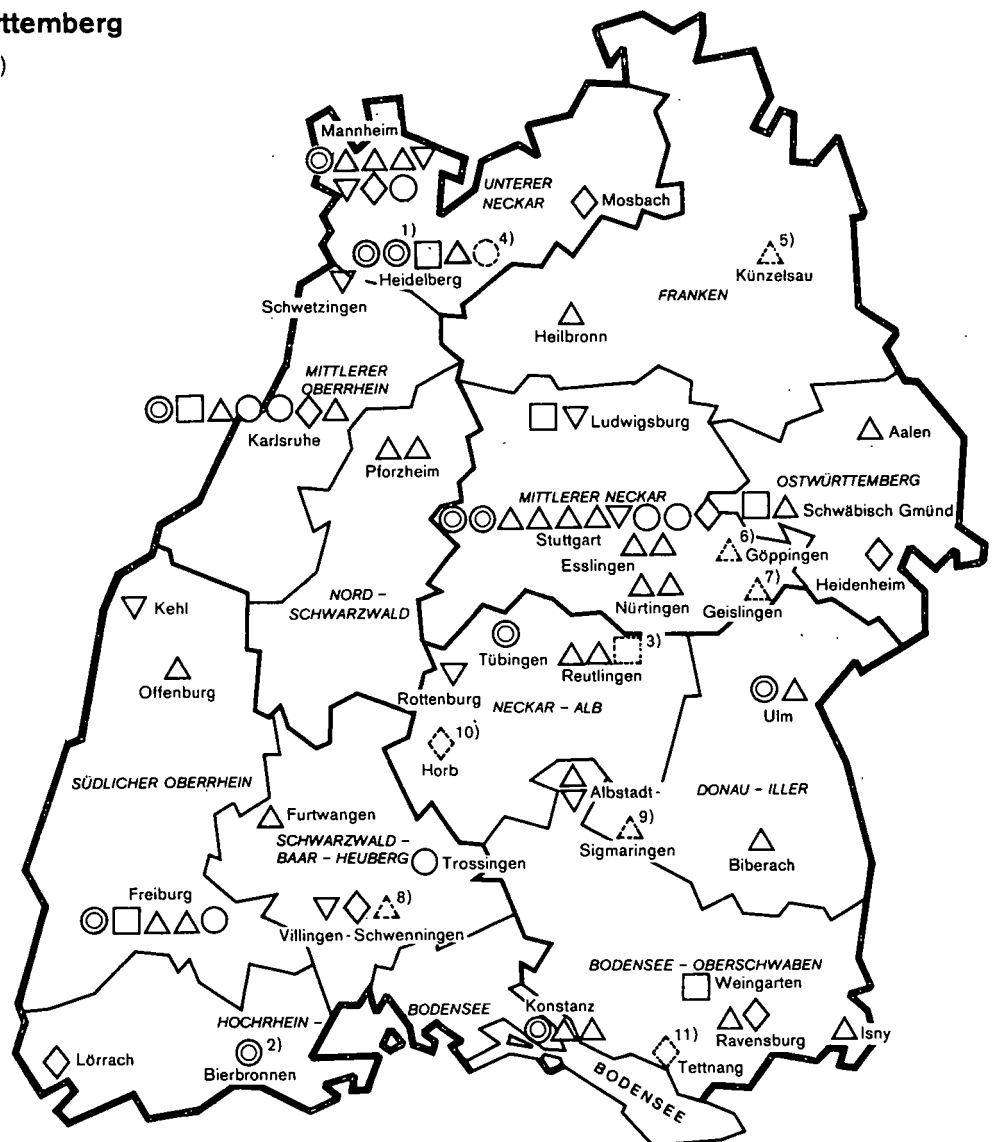 ttemberg
)
Mannheim
UNTERER
NECKAR
Mosbach
1)
4)
5)
Heidelberg
Künzelsau
Schwetzingen
FRANKEN
Heilbronn
MITTLERER
OBERRHEIN
Karlsruhe
Ludwigsburg
Aalen
Pforzheim
OSTWÜRTTEMBERG
MITTLERER NECKAR
Schwäbisch Gmünd
Stuttgart
6)
Göppingen
Esslingen
Heidenheim
7)
Nürtingen
Geislingen
NORD –
SCHWARZWALD
Kehl
3)
Tübingen
Reutlingen
Offenburg
Rottenburg
NECKAR – ALB
Ulm
10)
Horb
SÜDLICHER OBERRHEIN
Albstadt-
Sigmaringen
9)
DONAU – ILLER
Furtwangen
SCHWARZWALD –
BAAR – HEUBERG
Trossingen
Biberach
Freiburg
8)
Villingen-Schwenningen
BODENSEE – OBERSCHWABEN
Weingarten
HOCHRHEIN –
BODENSEE
Konstanz
Ravensburg
Isny
2)
Lörrach
Bierbronnen
11)
Tettnang
BODENSEE